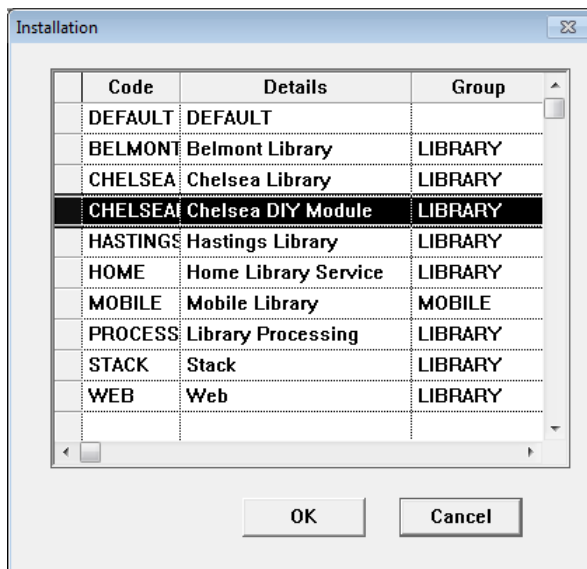 Installation
Code Details Group
DEFAULT DEFAULT
BELMONT Belmont Library LIBRARY
CHELSEA Chelsea Library LIBRARY
CHELSEA Chelsea DIY Module LIBRARY
HASTINGS Hastings Library LIBRARY
HOME Home Library Service LIBRARY
MOBILE Mobile Library MOBILE
PROCESS Library Processing LIBRARY
STACK Stack LIBRARY
WEB Web LIBRARY
OK Cancel